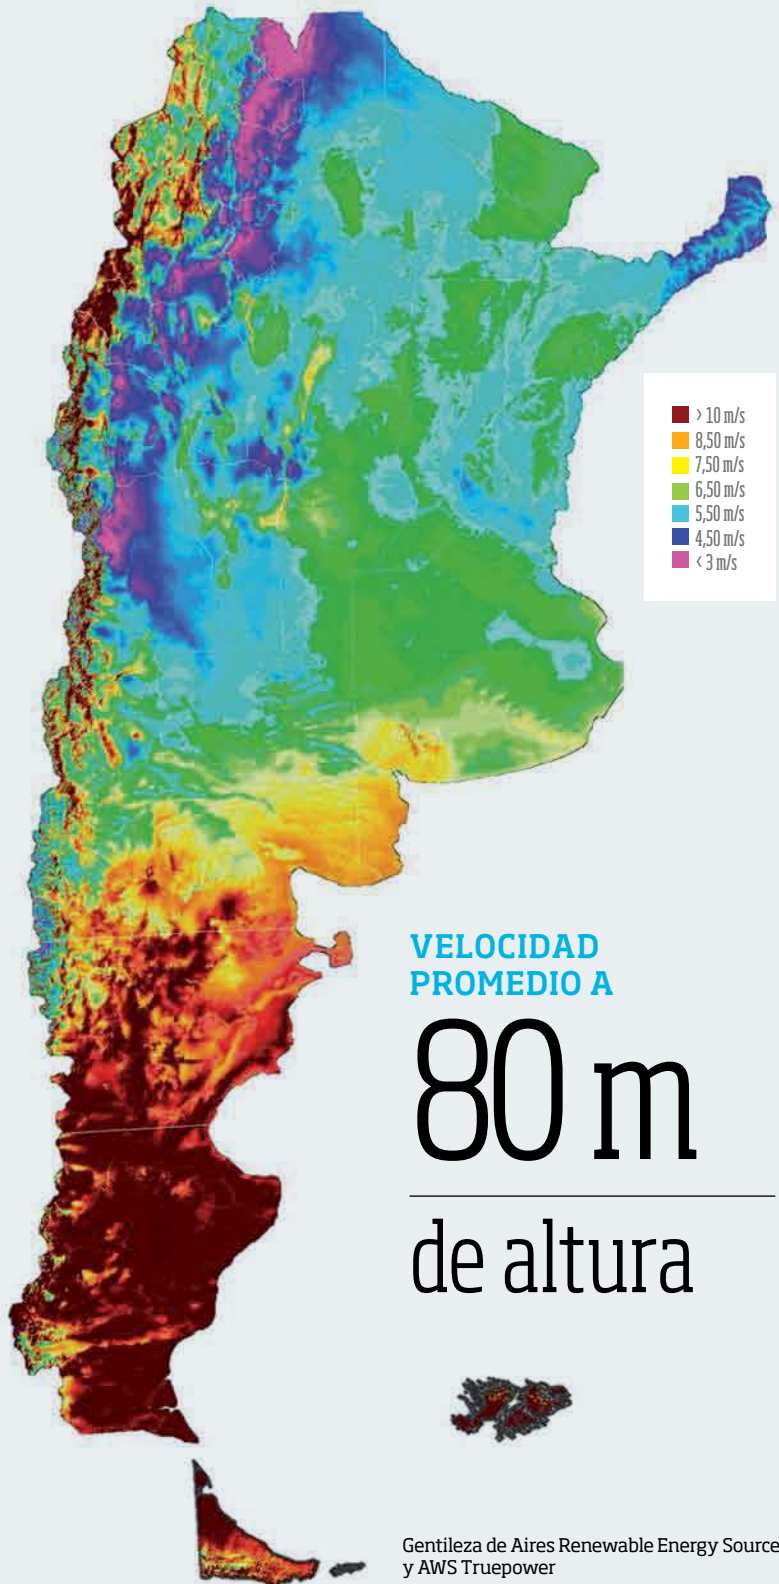 > 10 m/s
8,50 m/s
7,50 m/s
6,50 m/s
5,50 m/s
4,50 m/s
< 3 m/s
VELOCIDAD
PROMEDIO A
80 m
de altura
Gentileza de Aires Renewable Energy Source
y AWS Truepower